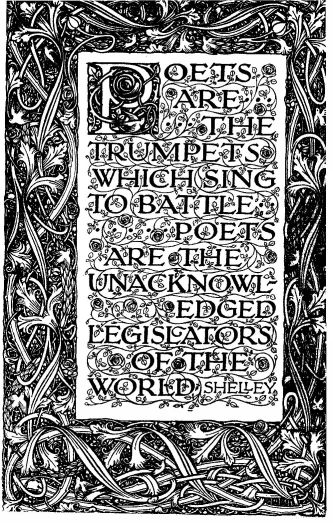 POETS
ARE
THE
TRUMPETS
WHICH SING
TO BATTLE
POETS
ARE THE
UNACKNOWL-
EDGED
LEGISLATORS
OF THE
WORLD, SHELLEY